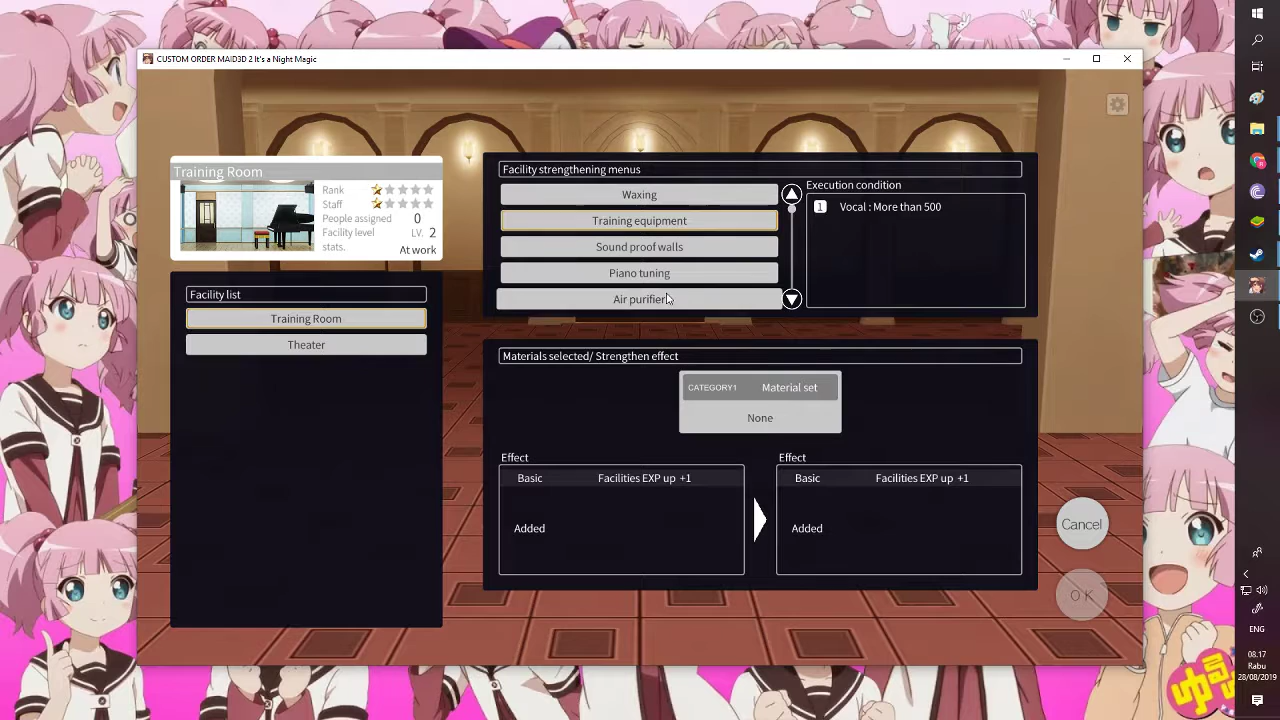 CUSTOM ORDER MAID3D 2 It's a Night Magic
Training Room
Rank
Staff
People assigned 0
Facility level LV. 2
stats.
At work
Facility list
Training Room
Theater
Facility strengthening menus
Waxing
Training equipment
Sound proof walls
Piano tuning
Air purifier
Execution condition
1 Vocal : More than 500
Materials selected/ Strengthen effect
CATEGORY1 Material set
None
Effect
Basic Facilities EXP up +1
Added
Effect
Basic Facilities EXP up +1
Added
Cancel
OK
ENG
08.17
Rabu
28/08/2019